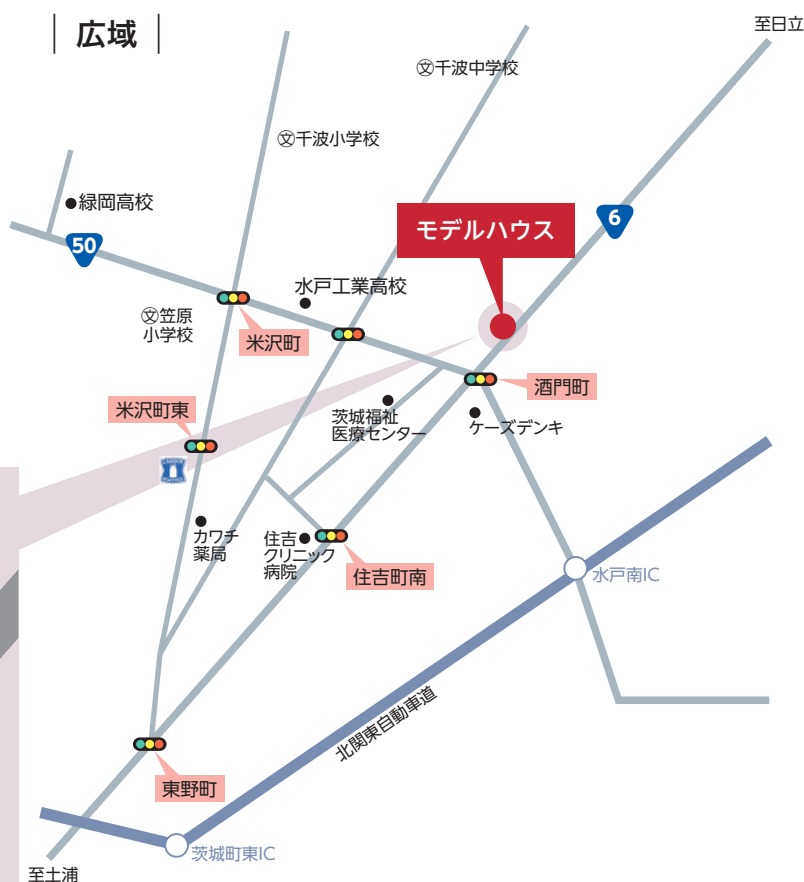 広域
至日立
㊫千波中学校
㊫千波小学校
緑岡高校
モデルハウス
6
50
水戸工業高校
㊫笠原
小学校
米沢町
酒門町
米沢町東
茨城福祉
医療センター
ケーズデンキ
カワチ
薬局
住吉
クリニック
病院
住吉町南
水戸南IC
北関東自動車道
東野町
茨城町東IC
至土浦